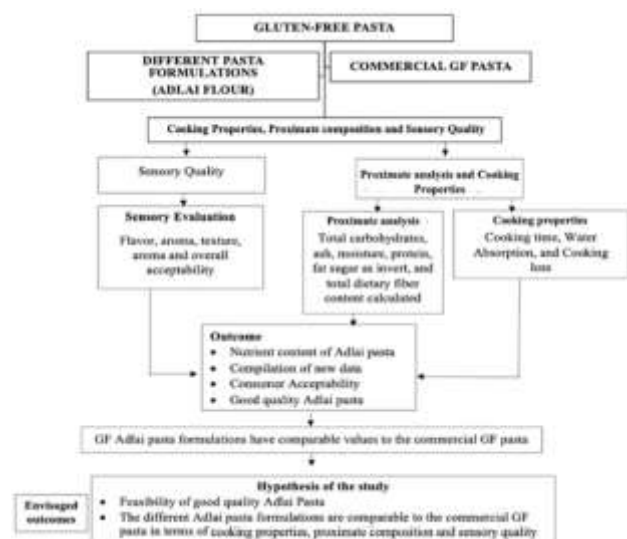 GLUTEN-FREE PASTA
DIFFERENT PASTA
FORMULATIONS
(ADLAI FLOUR)
COMMERCIAL GF PASTA
Cooking Properties, Proximate composition and Sensory Quality
Sensory Quality
Proximate analysis and Cooking
Properties
Sensory Evaluation
Flavor, aroma, texture,
aroma and overall
acceptability
Proximate analysis
Total carbohydrates,
ash, moisture, protein,
fat sugar as invert, and
total dietary fiber
content calculated
Cooking properties
Cooking time, Water
Absorption, and Cooking
loss
Outcome
• Nutrient content of Adlai pasta
• Compilation of new data
• Consumer Acceptability
• Good quality Adlai pasta
GF Adlai pasta formulations have comparable values to the commercial GF pasta
Envisaged
outcomes
Hypothesis of the study
• Feasibility of good quality Adlai Pasta
• The different Adlai pasta formulations are comparable to the commercial GF
pasta in terms of cooking properties, proximate composition and sensory quality